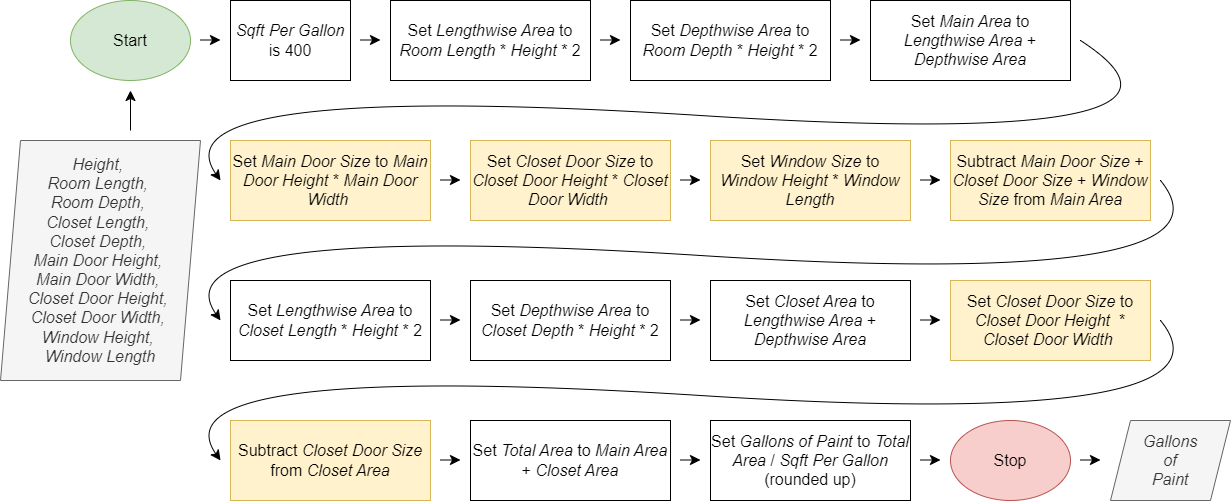 Start
Sqft Per Gallon
is 400
Set Lengthwise Area to
Room Length * Height * 2
Set Depthwise Area to
Room Depth * Height * 2
Set Main Area to
Lengthwise Area +
Depthwise Area
Height,
Room Length,
Room Depth,
Closet Length,
Closet Depth,
Main Door Height,
Main Door Width,
Closet Door Height,
Closet Door Width,
Window Height,
Window Length
Set Main Door Size to Main
Door Height * Main Door
Width
Set Closet Door Size to
Closet Door Height * Closet
Door Width
Set Window Size to
Window Height * Window
Length
Subtract Main Door Size +
Closet Door Size + Window
Size from Main Area
Set Lengthwise Area to
Closet Length * Height * 2
Set Depthwise Area to
Closet Depth * Height * 2
Set Closet Area to
Lengthwise Area +
Depthwise Area
Set Closet Door Size to
Closet Door Height *
Closet Door Width
Subtract Closet Door Size
from Closet Area
Set Total Area to Main Area
+ Closet Area
Set Gallons of Paint to Total
Area / Sqft Per Gallon
(rounded up)
Stop
Gallons
of
Paint